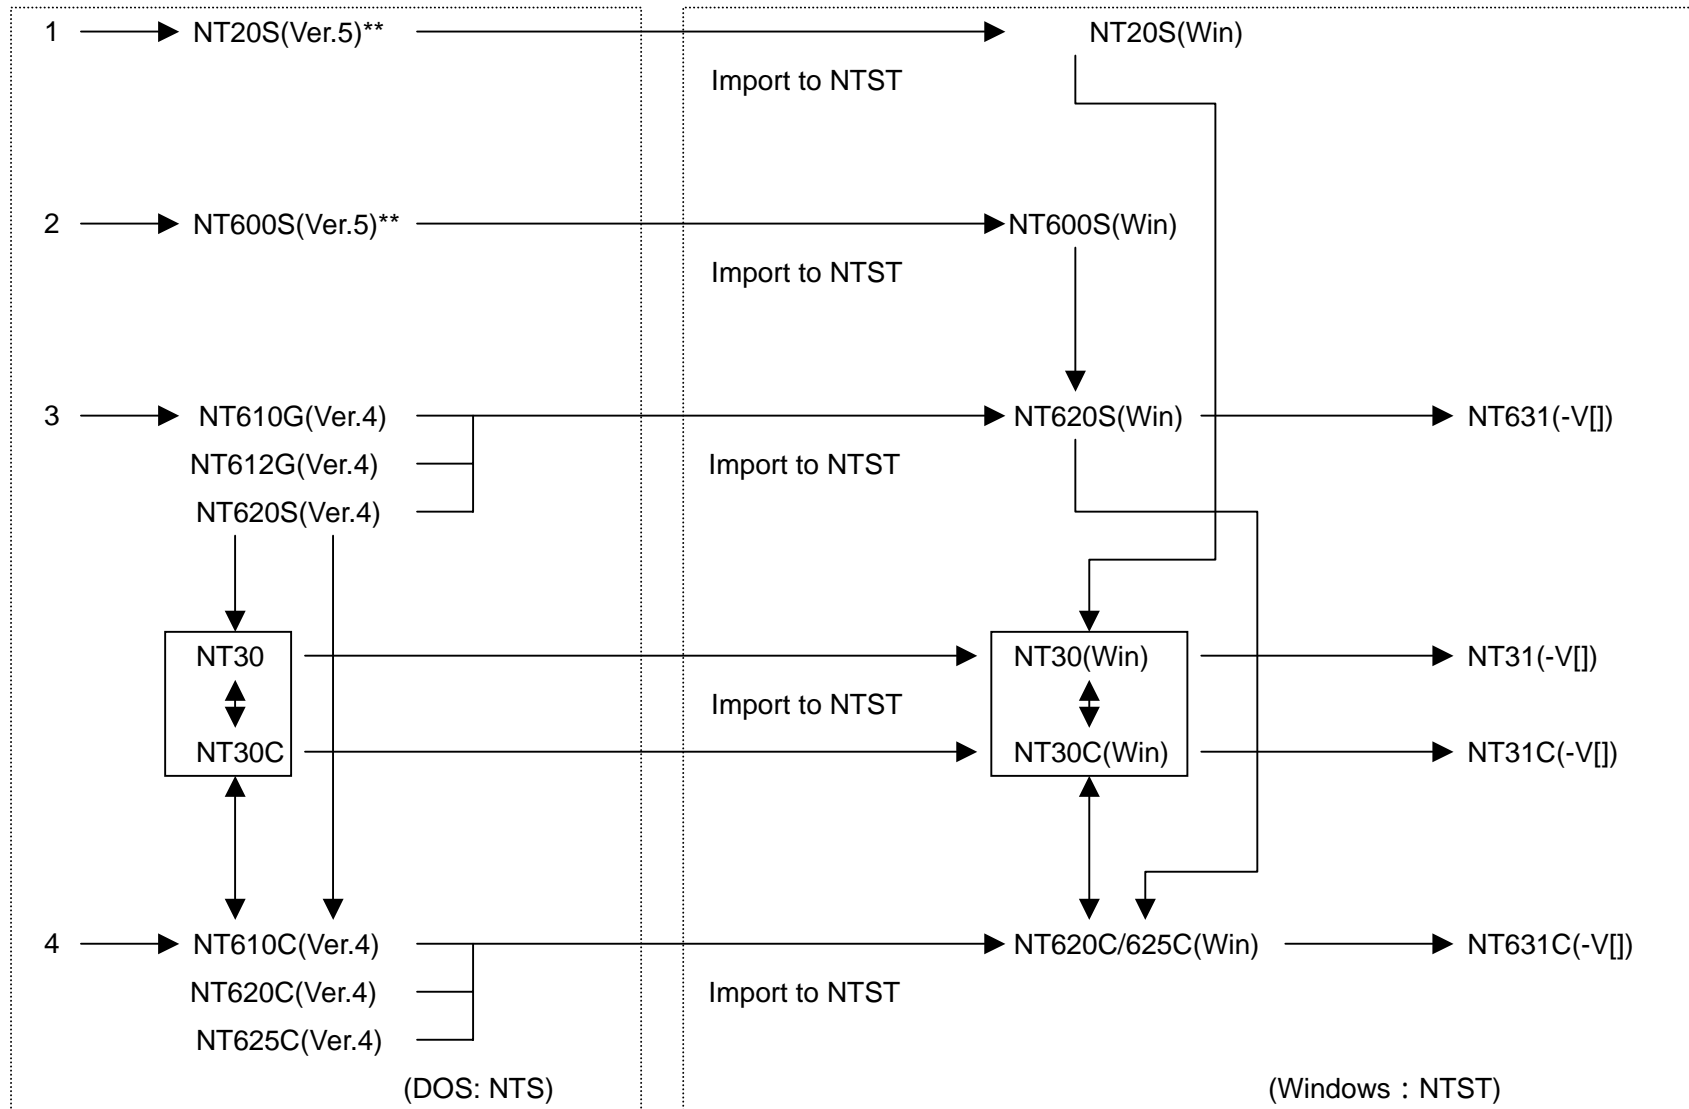 1 NT20S(Ver.5)** NT20S(Win)
Import to NTST
2 NT600S(Ver.5)** NT600S(Win)
Import to NTST
3 NT610G(Ver.4) NT620S(Win) NT631(-V[])
NT612G(Ver.4) Import to NTST
NT620S(Ver.4)
NT30 NT30(Win) NT31(-V[])
Import to NTST
NT30C NT30C(Win) NT31C(-V[])
4 NT610C(Ver.4) NT620C/625C(Win) NT631C(-V[])
NT620C(Ver.4) Import to NTST
NT625C(Ver.4)
(DOS: NTS) (Windows：NTST)